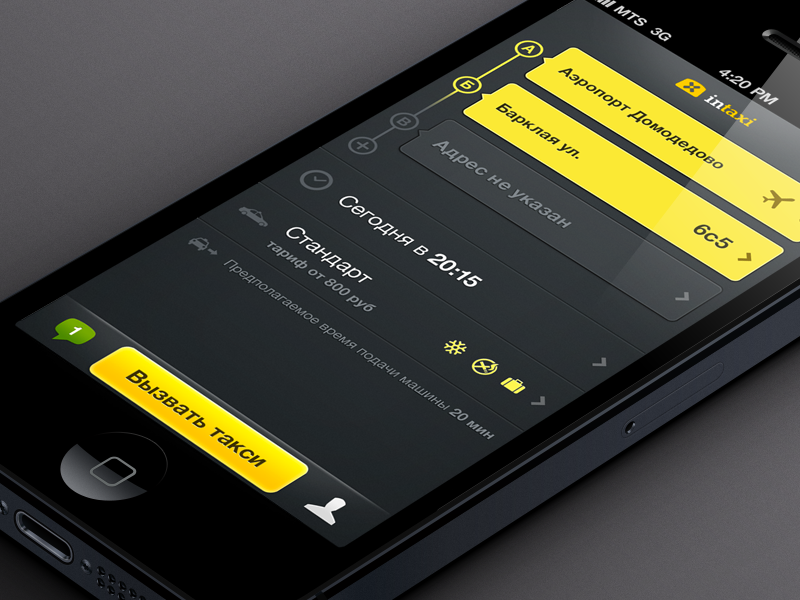 MTS 3G 4:20 PM
intaxi
А Аэропорт Домодедово
Б Барклая ул. 6с5
В Адрес не указан
Сегодня в 20:15
Стандарт
тариф от 800 руб
Предполагаемое время подачи машины 20 мин
1
Вызвать такси